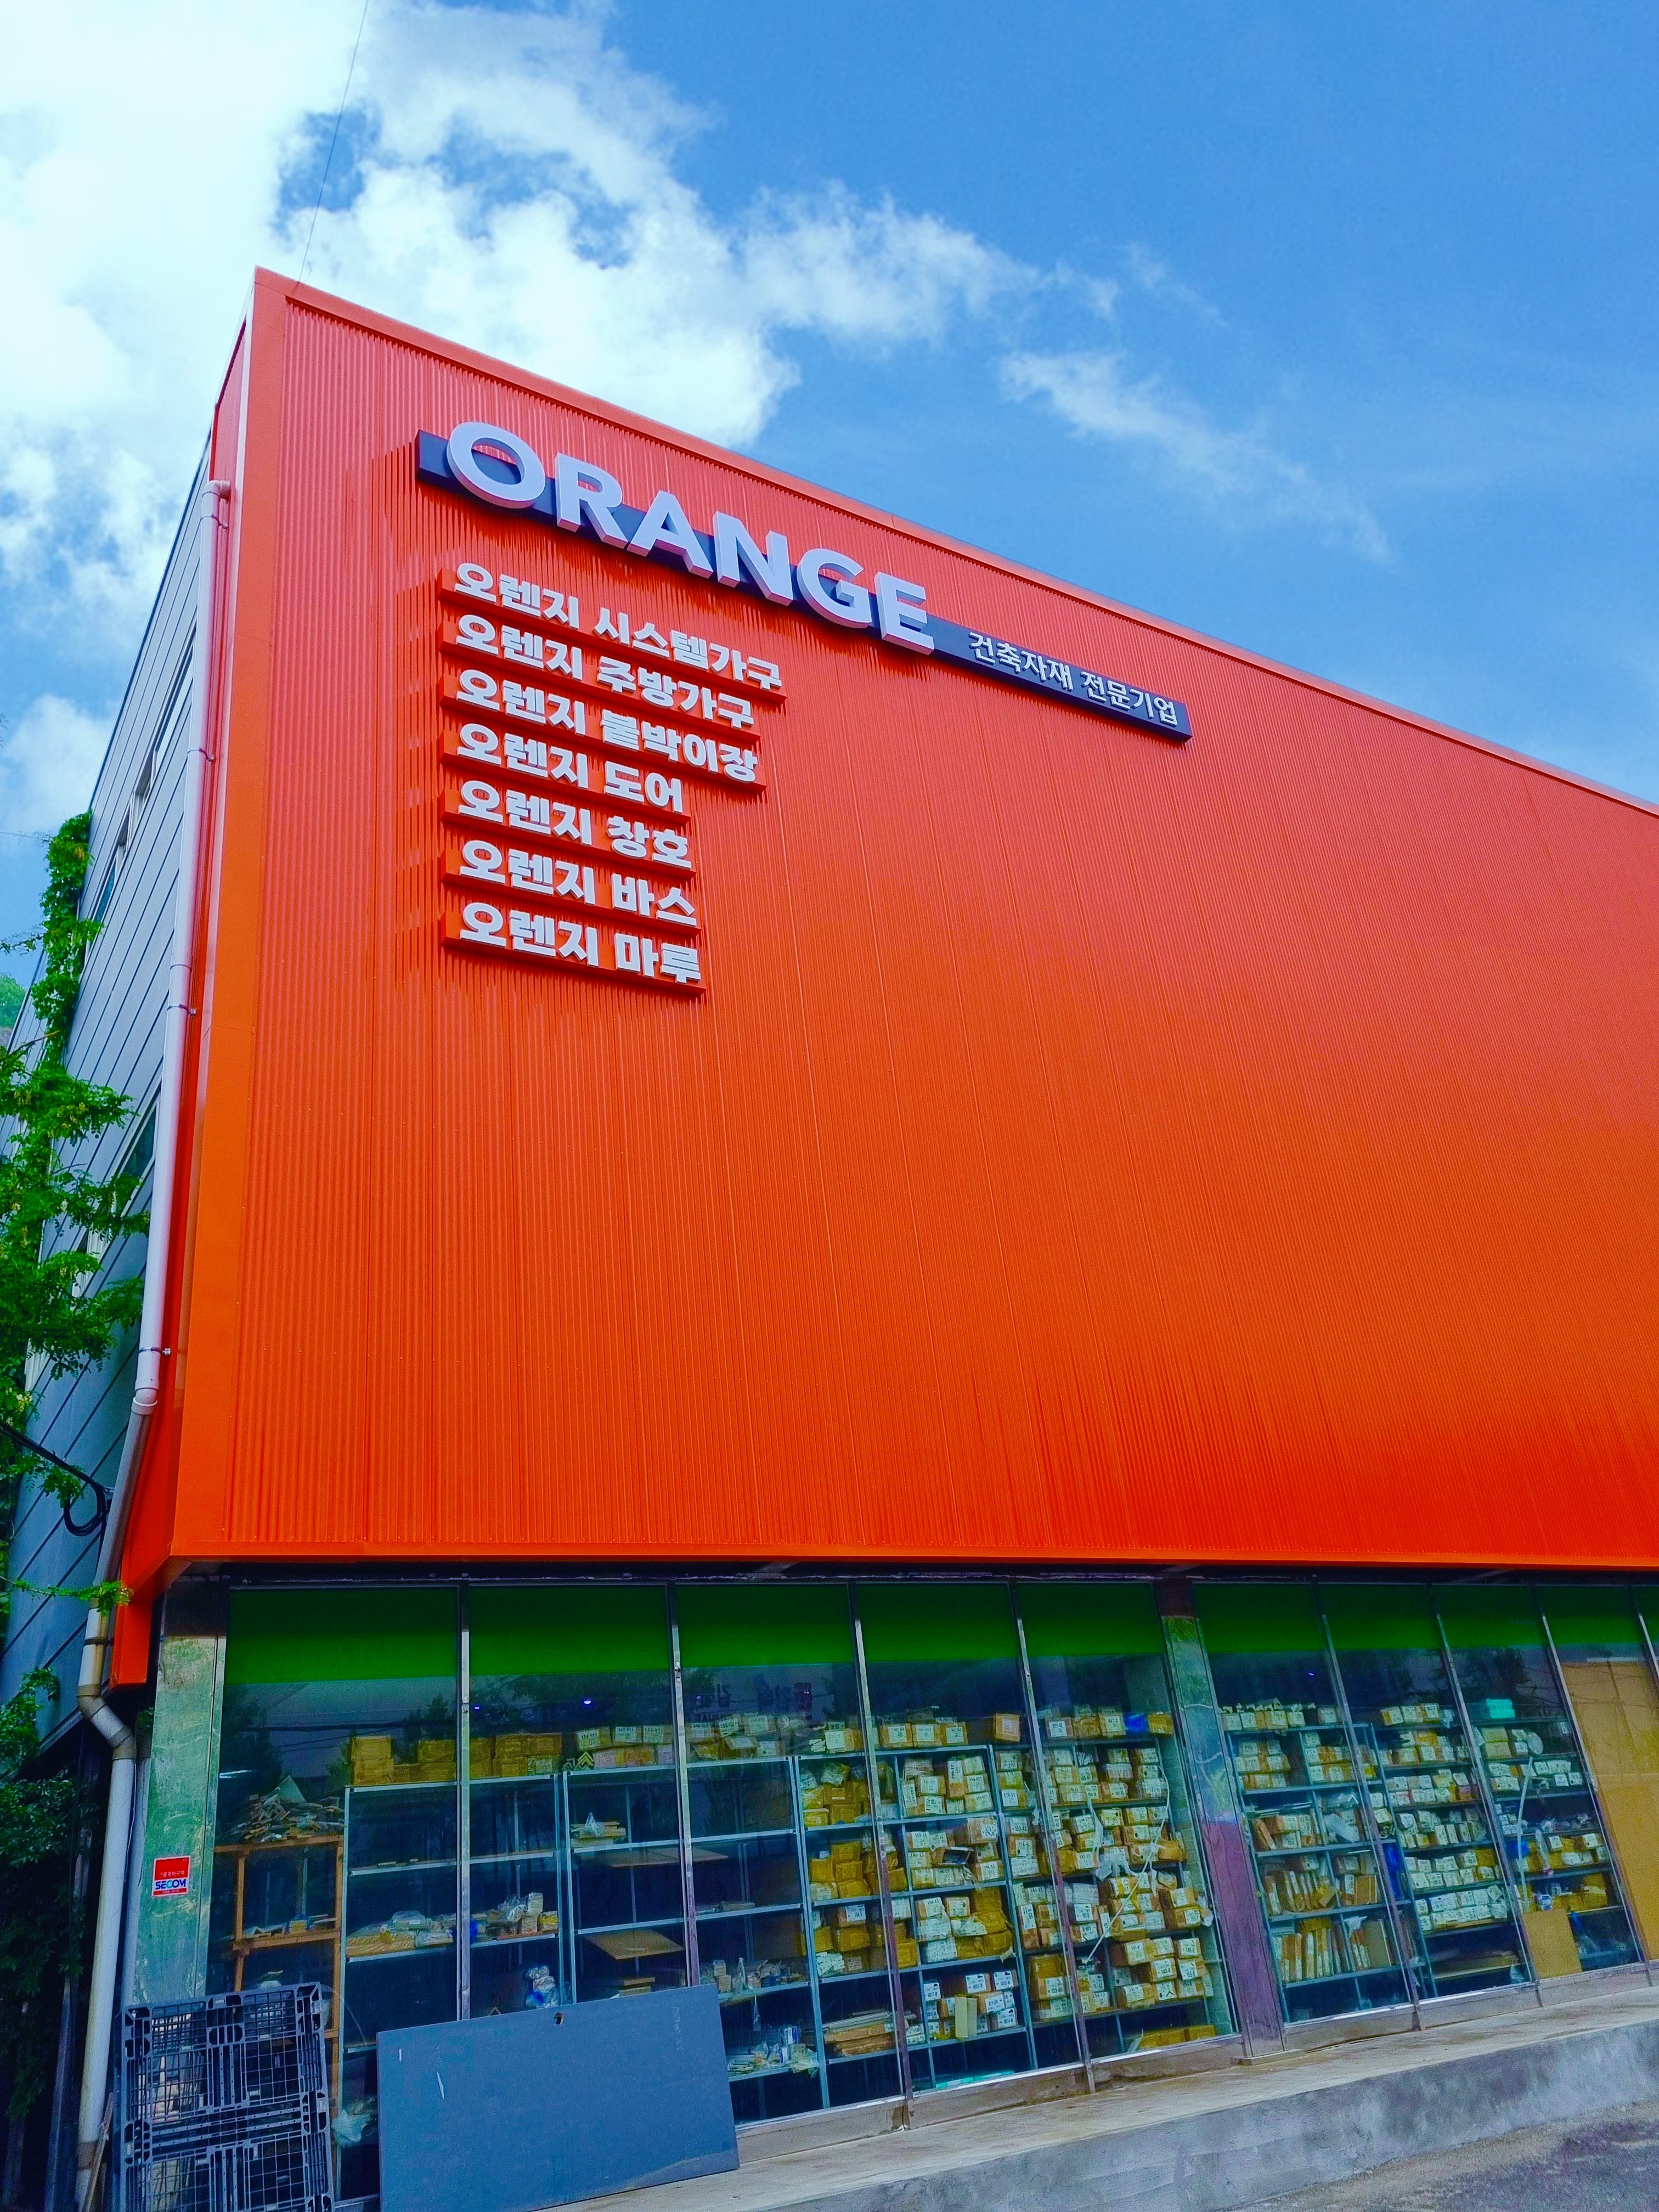 ORANGE
건축자재 전문기업
오렌지 시스템가구
오렌지 주방가구
오렌지 붙박이장
오렌지 도어
오렌지 창호
오렌지 바스
오렌지 마루
SECOM